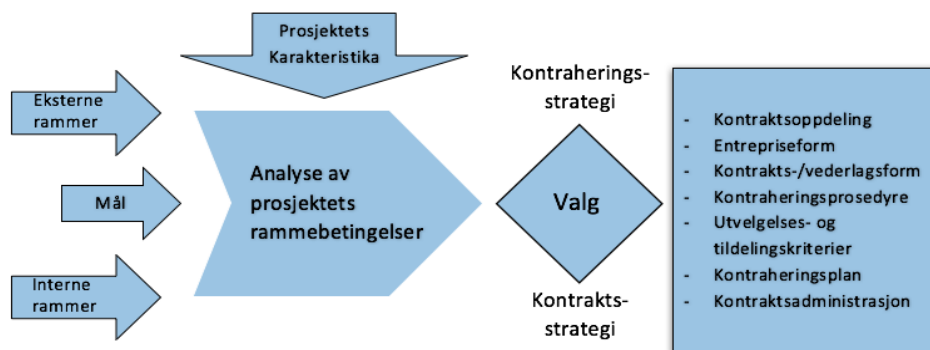 Prosjektets
Karakteristika
Eksterne
rammer
Mål
Interne
rammer
Analyse av
prosjektets
rammebetingelser
Kontraherings-
strategi
Valg
Kontrakts-
strategi
- Kontraktsoppdeling
- Entrepriseform
- Kontrakts-/vederlagsform
- Kontraheringsprosedyre
- Utvelgelses- og
tildelingskriterier
- Kontraheringsplan
- Kontraktsadministrasjon